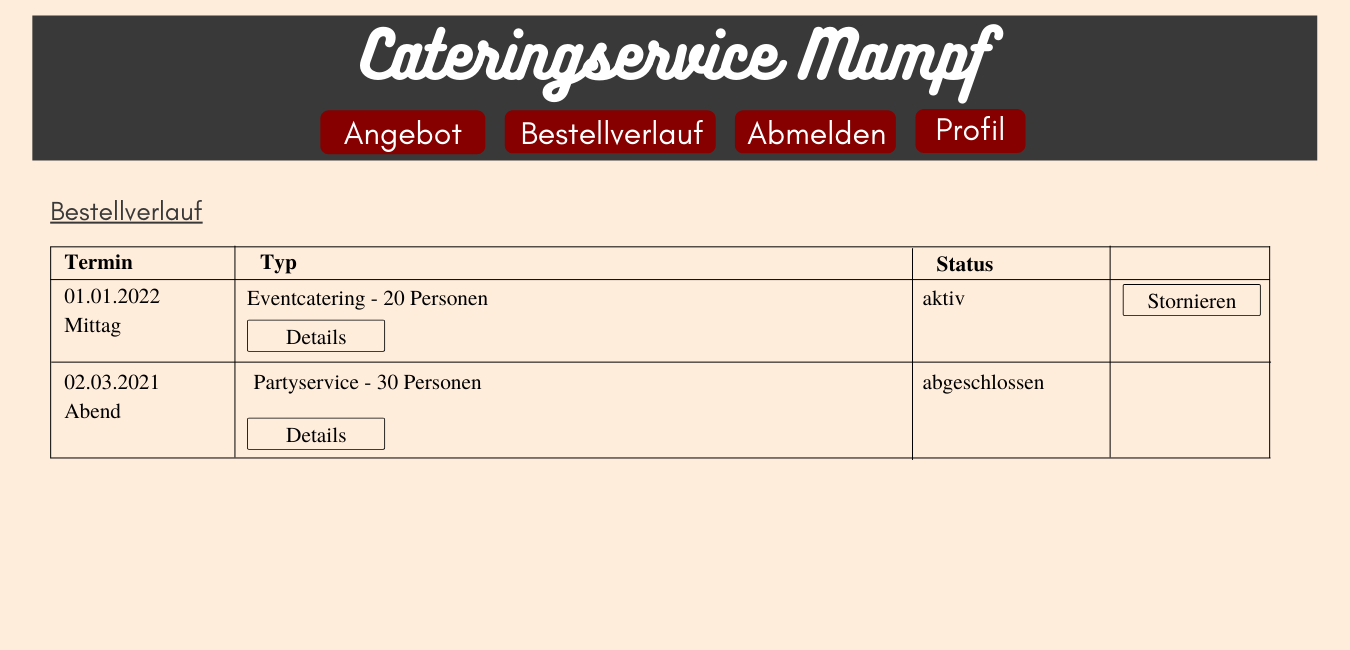 Cateringservice Mampf
Angebot Bestellverlauf Abmelden Profil
Bestellverlauf
Termin Typ Status
01.01.2022 Eventcatering - 20 Personen aktiv Stornieren
Mittag
Details
02.03.2021 Partyservice - 30 Personen abgeschlossen
Abend
Details